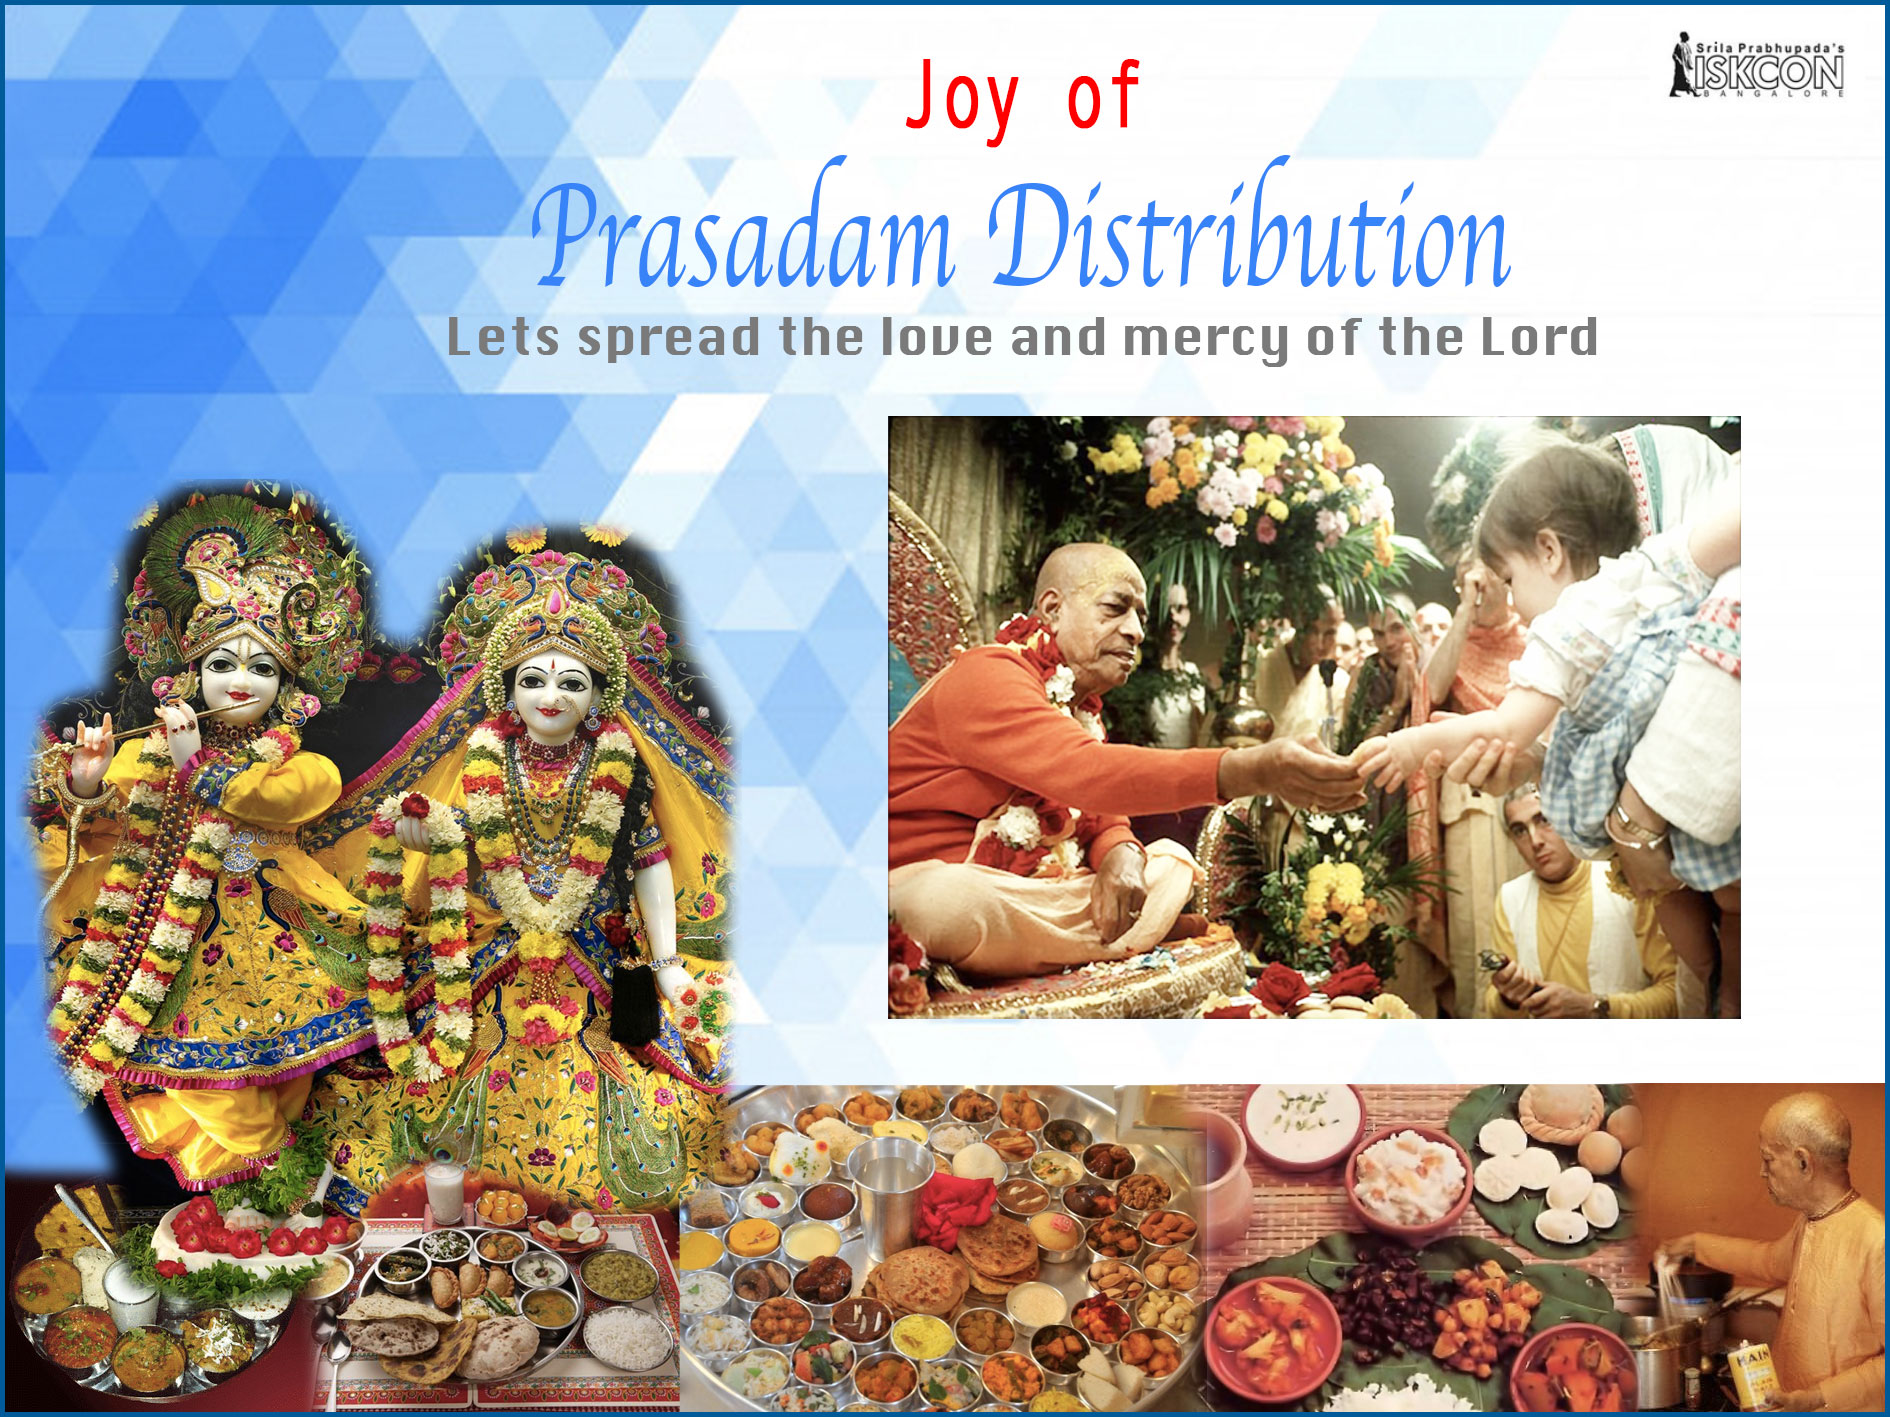 Srila Prabhupada's
ISKCON
BANGALORE
Joy of
Prasadam Distribution
Lets spread the love and mercy of the Lord